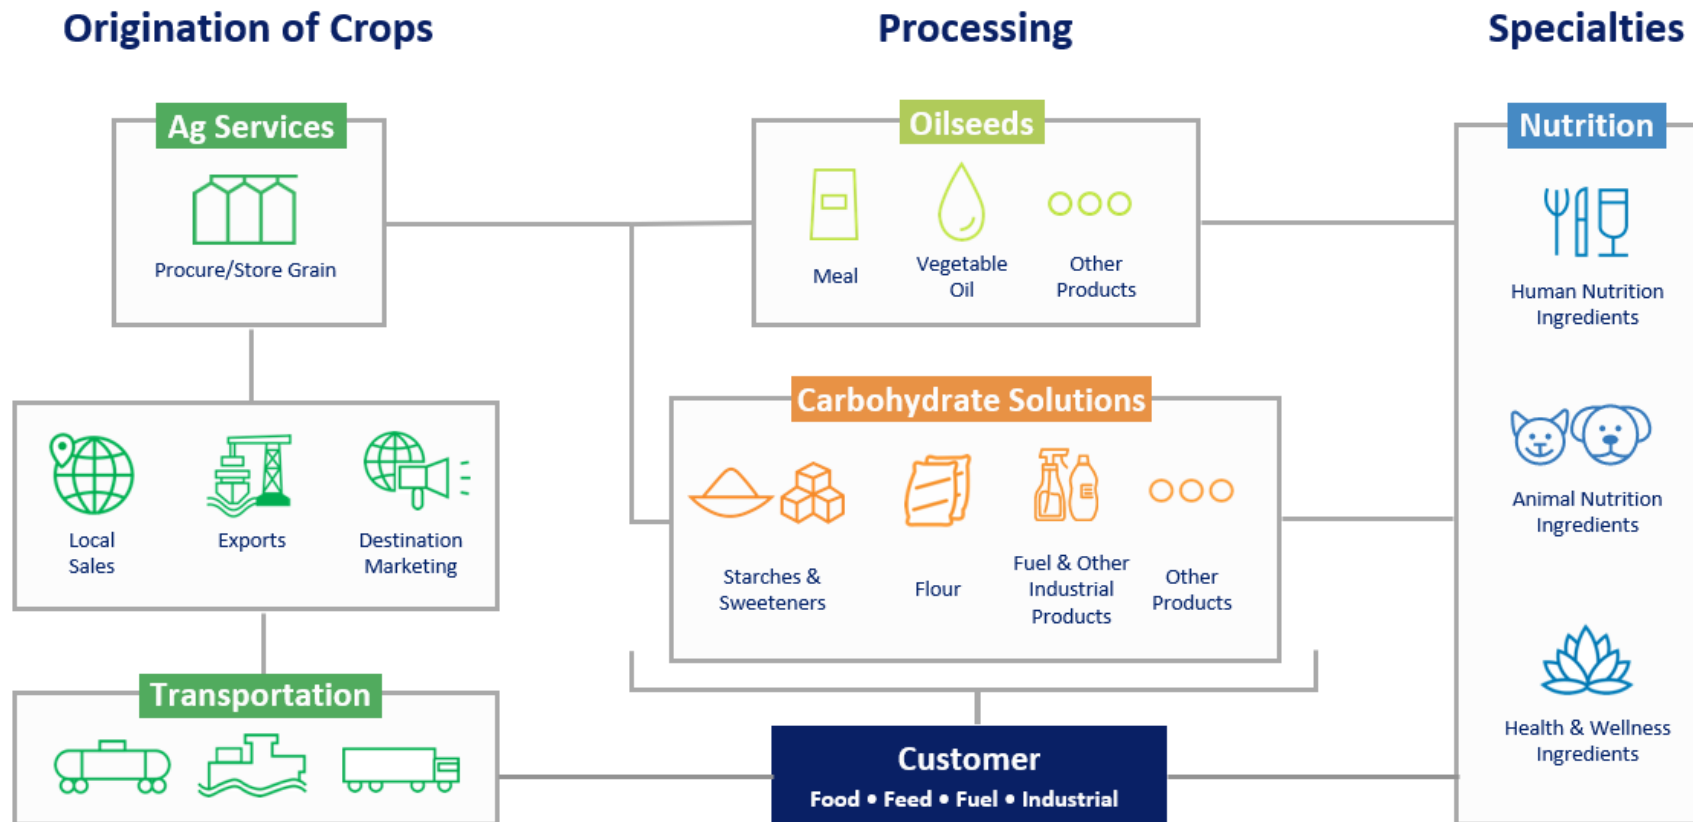 Origination of Crops
Processing
Specialties
Ag Services
Procure/Store Grain
Local
Sales
Exports
Destination
Marketing
Transportation
Oilseeds
Meal
Vegetable
Oil
Other
Products
Carbohydrate Solutions
Starches &
Sweeteners
Flour
Fuel & Other
Industrial
Products
Other
Products
Customer
Food • Feed • Fuel • Industrial
Nutrition
Human Nutrition
Ingredients
Animal Nutrition
Ingredients
Health & Wellness
Ingredients